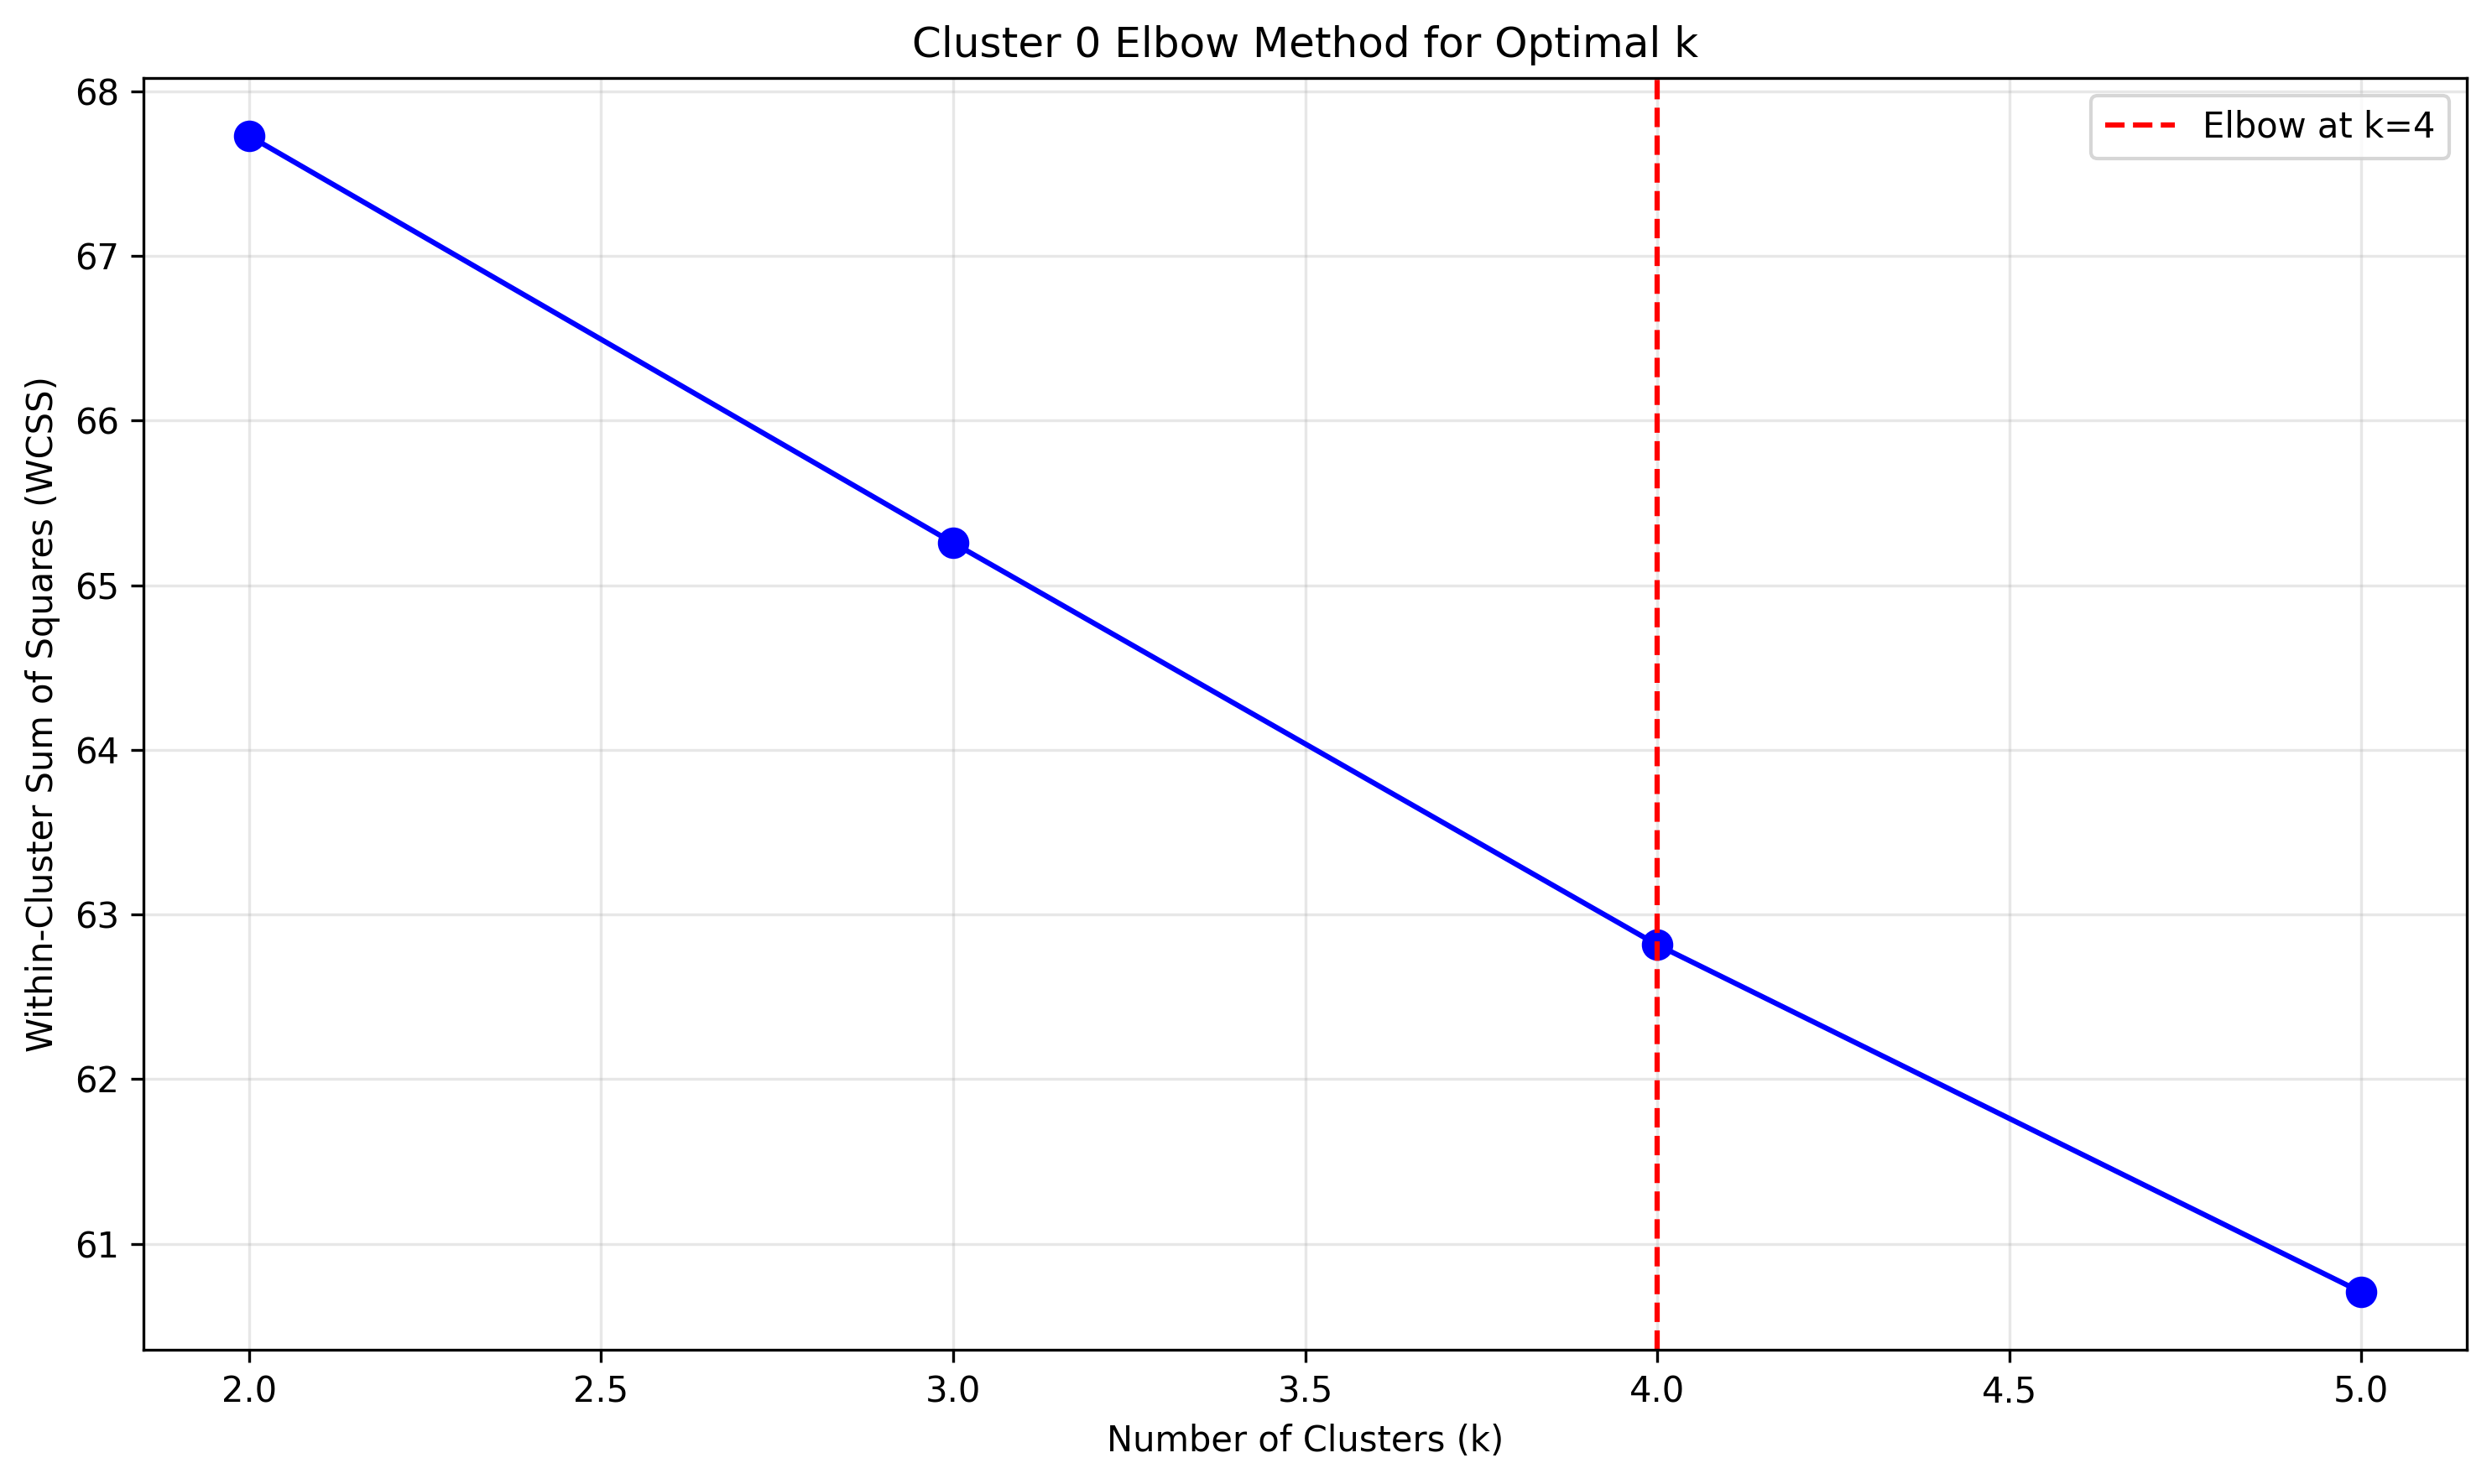 Cluster 0 Elbow Method for Optimal k
Elbow at k=4
Within-Cluster Sum of Squares (WCSS)
68
67
66
65
64
63
62
61
2.0 2.5 3.0 3.5 4.0 4.5 5.0
Number of Clusters (k)